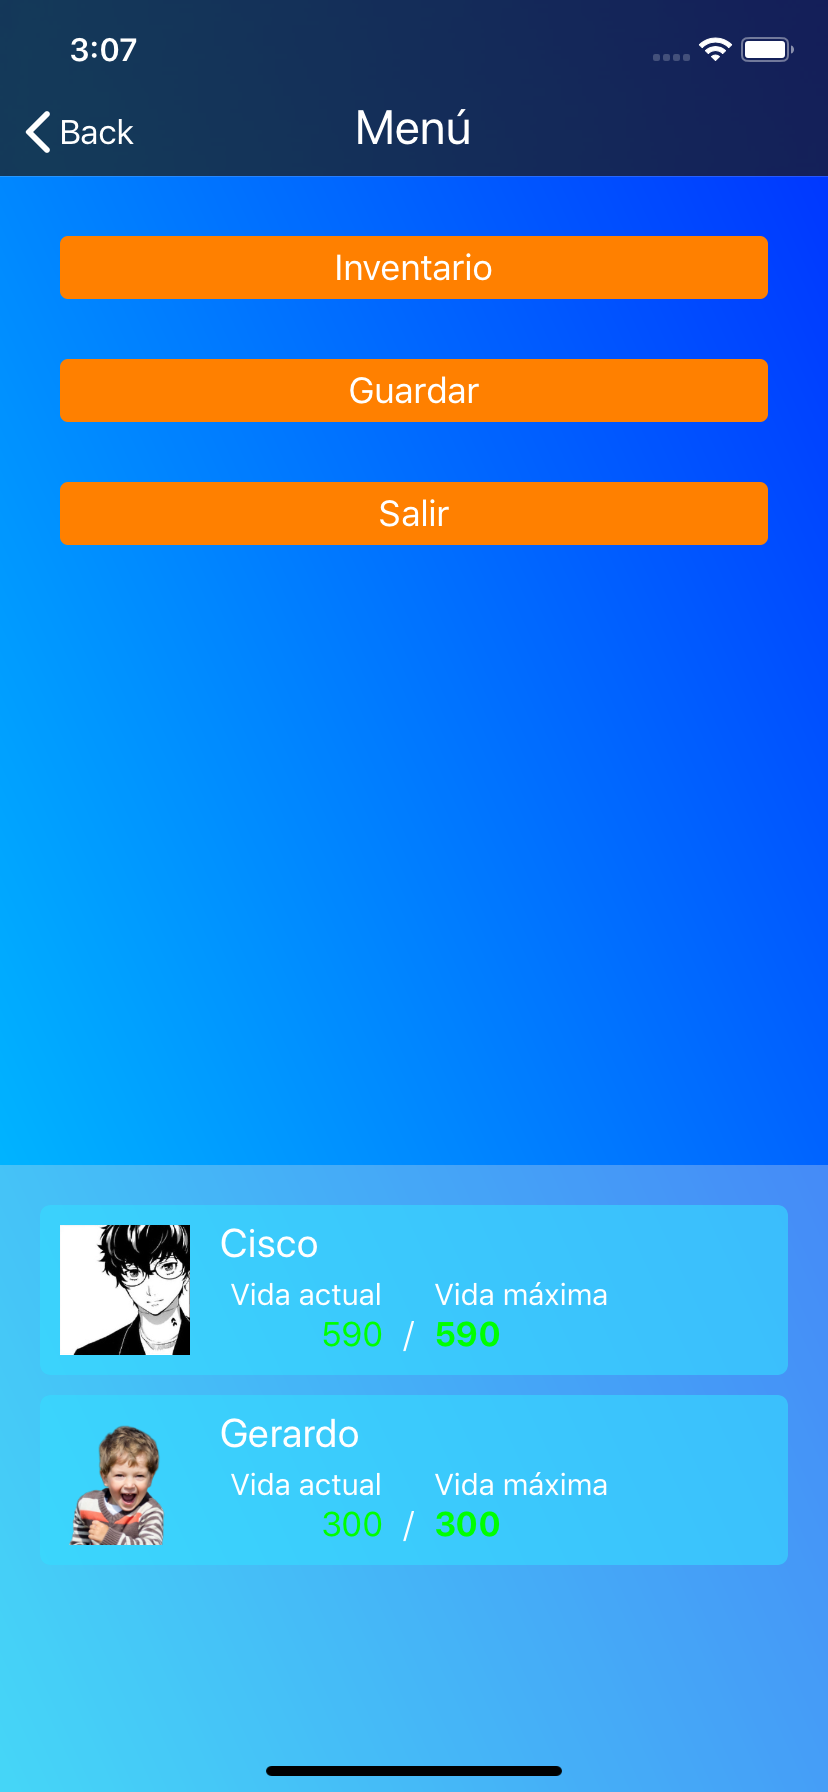 3:07
Back
Menú
Inventario
Guardar
Salir
Cisco
Vida actual Vida máxima
590 / 590
Gerardo
Vida actual Vida máxima
300 / 300